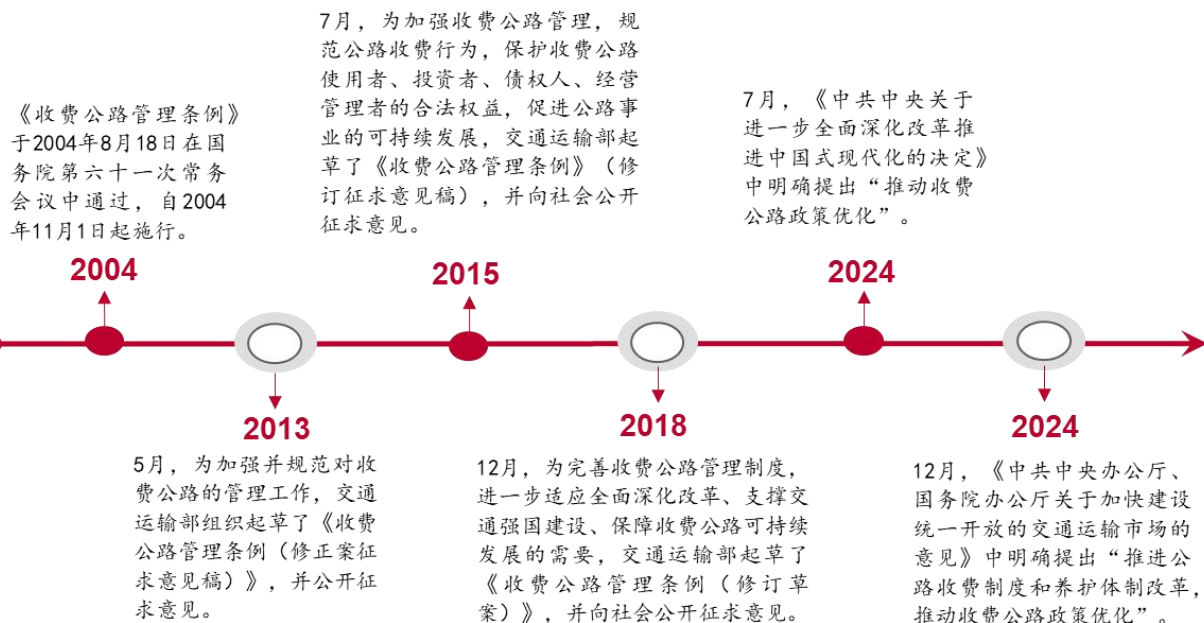 《收费公路管理条例》
于2004年8月18日在国
务院第六十一次常务
会议中通过，自2004
年11月1日起施行。
2004
5月，为加强并规范对收
费公路的管理工作，交通
运输部组织起草了《收费
公路管理条例（修正案征
求意见稿）》，并公开征
求意见。
2013
7月，为加强收费公路管理，规
范公路收费行为，保护收费公路
使用者、投资者、债权人、经营
管理者的合法权益，促进公路事
业的可持续发展，交通运输部起
草了《收费公路管理条例》（修
订征求意见稿），并向社会公开
征求意见。
2015
2018
12月，为完善收费公路管理制度，
进一步适应全面深化改革、支撑交
通强国建设、保障收费公路可持续
发展的需要，交通运输部起草了
《收费公路管理条例（修订草
案）》，并向社会公开征求意见。
7月，《中共中央关于
进一步全面深化改革推
进中国式现代化的决定》
中明确提出“推动收费
公路政策优化”。
2024
2024
12月，《中共中央办公厅、
国务院办公厅关于加快建设
统一开放的交通运输市场的
意见》中明确提出“推进公
路收费制度和养护体制改革，
推动收费公路政策优化”。